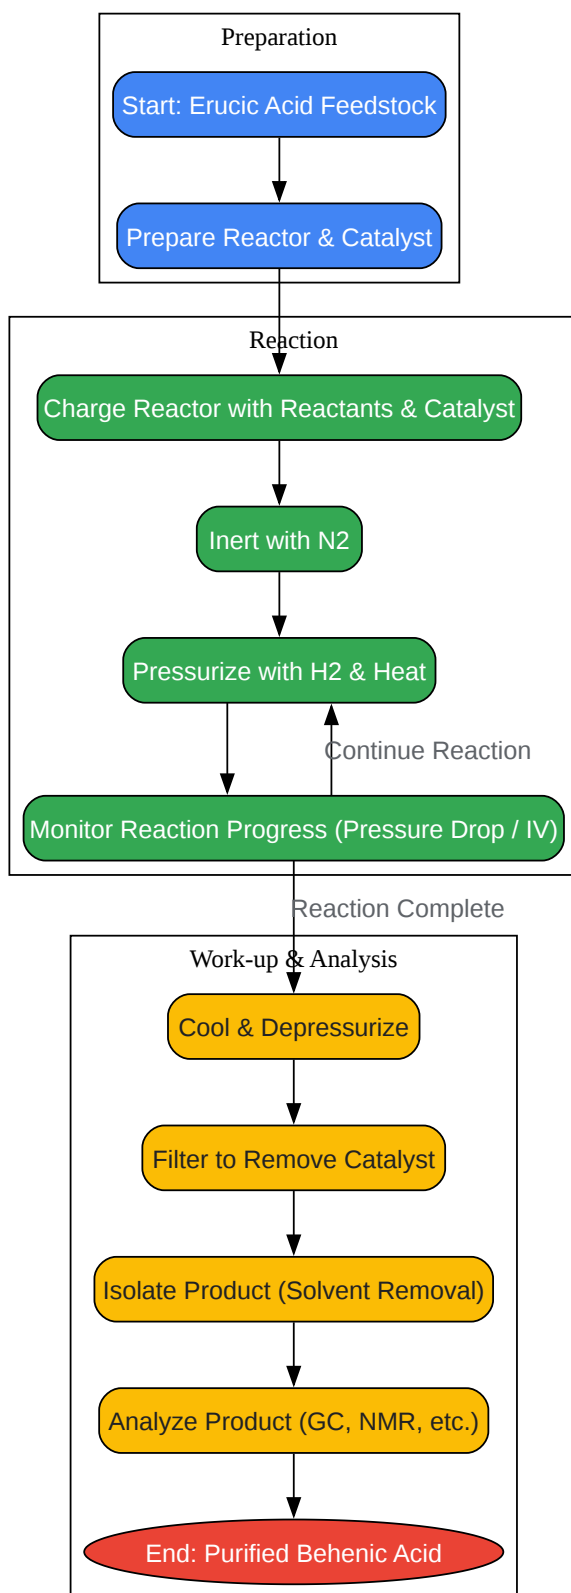 Preparation
Start: Erucic Acid Feedstock
Prepare Reactor & Catalyst
Reaction
Charge Reactor with Reactants & Catalyst
Inert with N2
Pressurize with H2 & Heat
Continue Reaction
Monitor Reaction Progress (Pressure Drop / IV)
Reaction Complete
Work-up & Analysis
Cool & Depressurize
Filter to Remove Catalyst
Isolate Product (Solvent Removal)
Analyze Product (GC, NMR, etc.)
End: Purified Behenic Acid